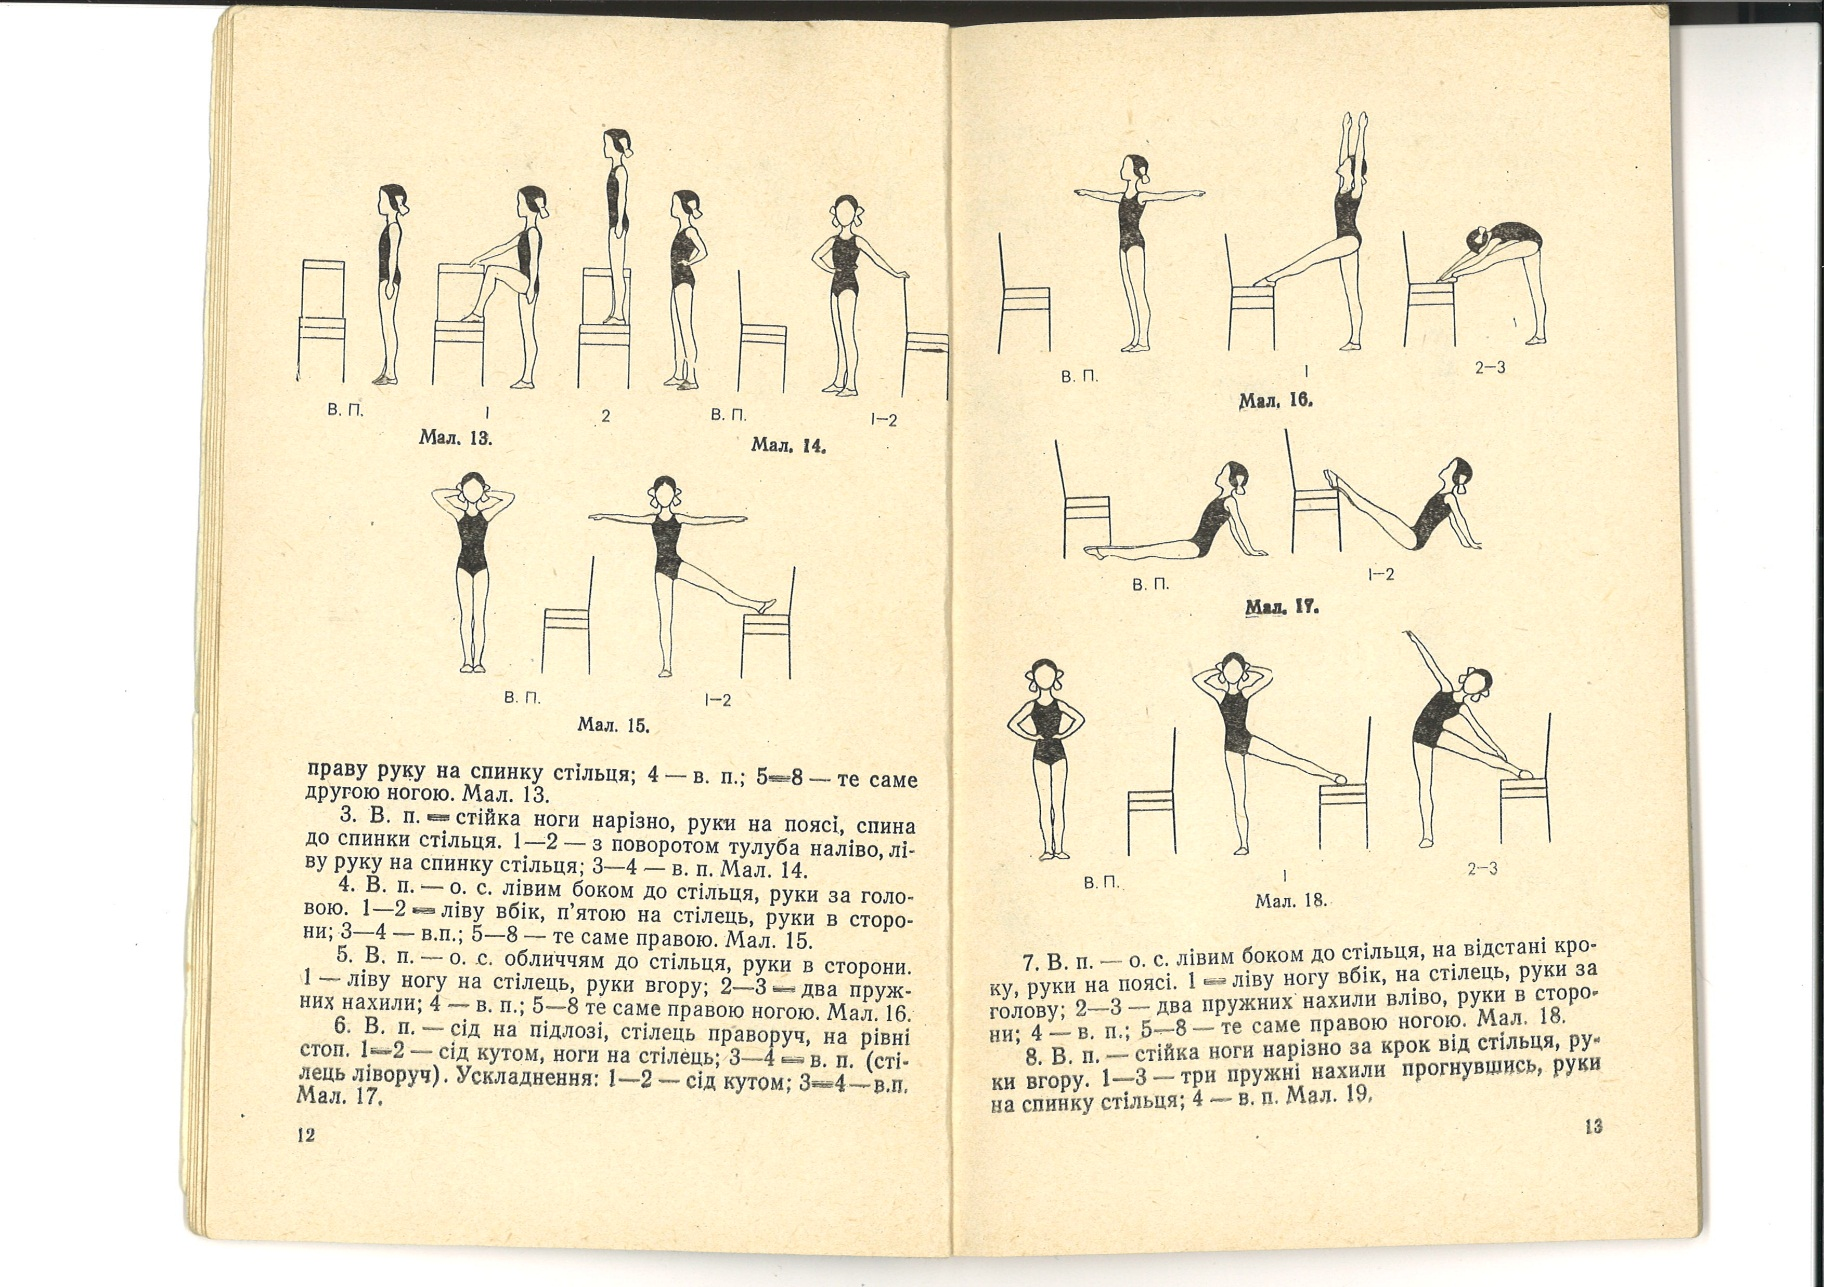 В. П.
1
2
В. П.
1—2
Мал. 13.
Мал. 14.
В. П.
1—2
Мал. 15.
праву руку на спинку стільця; 4 — в. п.; 5—8 — те саме
другою ногою. Мал. 13.
3. В. п. — стійка ноги нарізно, руки на поясі, спина
до спинки стільця. 1—2 — з поворотом тулуба наліво, лі-
ву руку на спинку стільця; 3—4 — в. п. Мал. 14.
4. В. п. — о. с. лівим боком до стільця, руки за голо-
вою. 1—2 — ліву вбік, п'ятою на стілець, руки в сторо-
ни; 3—4 — в.п.; 5—8 — те саме правою. Мал. 15.
5. В. п. — о. с. обличчям до стільця, руки в сторони.
1 — ліву ногу на стілець, руки вгору; 2—3 — два пруж-
них нахили; 4 — в. п.; 5—8 те саме правою ногою. Мал. 16.
6. В. п. — сід на підлозі, стілець праворуч, на рівні
стоп. 1—2 — сід кутом, ноги на стілець; 3—4 — в. п. (сті-
лець ліворуч). Ускладнення: 1—2 — сід кутом; 3—4 — в.п.
Мал. 17.
12
В. П.
1
2—3
Мал. 16.
В. П.
1—2
Мал. 17.
В. П.
1
2—3
Мал. 18.
7. В. п. — о. с. лівим боком до стільця, на відстані кро-
ку, руки на поясі. 1 — ліву ногу вбік, на стілець, руки за
голову; 2—3 — два пружних нахили вліво, руки в сторо-
ни; 4 — в. п.; 5—8 — те саме правою ногою. Мал. 18.
8. В. п. — стійка ноги нарізно за крок від стільця, ру-
ки вгору. 1—3 — три пружні нахили прогнувшись, руки
на спинку стільця; 4 — в. п. Мал. 19.
13